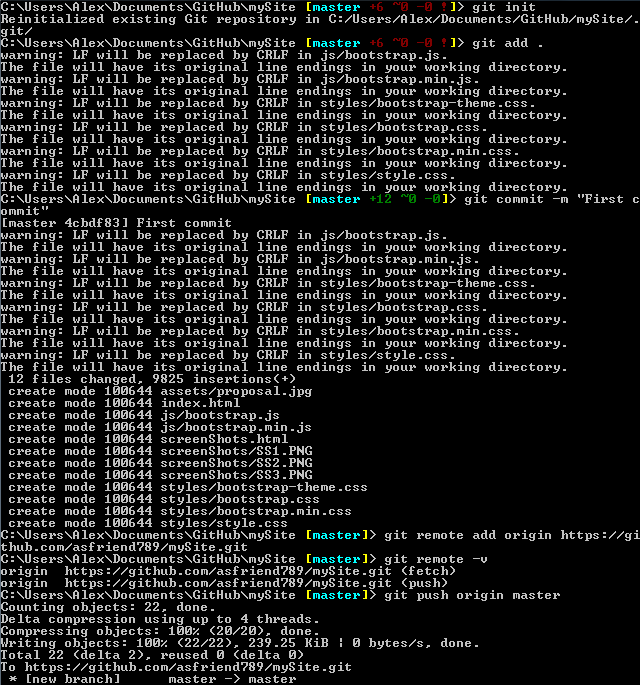 C:\Users\Alex\Documents\GitHub\mySite [master +6 ~0 -0 !]> git init
Reinitialized existing Git repository in C:/Users/Alex/Documents/GitHub/mySite/.
git/
C:\Users\Alex\Documents\GitHub\mySite [master +6 ~0 -0 !]> git add .
warning: LF will be replaced by CRLF in js/bootstrap.js.
The file will have its original line endings in your working directory.
warning: LF will be replaced by CRLF in js/bootstrap.min.js.
The file will have its original line endings in your working directory.
warning: LF will be replaced by CRLF in styles/bootstrap-theme.css.
The file will have its original line endings in your working directory.
warning: LF will be replaced by CRLF in styles/bootstrap.css.
The file will have its original line endings in your working directory.
warning: LF will be replaced by CRLF in styles/bootstrap.min.css.
The file will have its original line endings in your working directory.
warning: LF will be replaced by CRLF in styles/style.css.
The file will have its original line endings in your working directory.
C:\Users\Alex\Documents\GitHub\mySite [master +12 ~0 -0]> git commit -m "First c
ommit"
[master 4cbdf83] First commit
warning: LF will be replaced by CRLF in js/bootstrap.js.
The file will have its original line endings in your working directory.
warning: LF will be replaced by CRLF in js/bootstrap.min.js.
The file will have its original line endings in your working directory.
warning: LF will be replaced by CRLF in styles/bootstrap-theme.css.
The file will have its original line endings in your working directory.
warning: LF will be replaced by CRLF in styles/bootstrap.css.
The file will have its original line endings in your working directory.
warning: LF will be replaced by CRLF in styles/bootstrap.min.css.
The file will have its original line endings in your working directory.
warning: LF will be replaced by CRLF in styles/style.css.
The file will have its original line endings in your working directory.
 12 files changed, 9825 insertions(+)
 create mode 100644 assets/proposal.jpg
 create mode 100644 index.html
 create mode 100644 js/bootstrap.js
 create mode 100644 js/bootstrap.min.js
 create mode 100644 screenShots.html
 create mode 100644 screenShots/SS1.PNG
 create mode 100644 screenShots/SS2.PNG
 create mode 100644 screenShots/SS3.PNG
 create mode 100644 styles/bootstrap-theme.css
 create mode 100644 styles/bootstrap.css
 create mode 100644 styles/bootstrap.min.css
 create mode 100644 styles/style.css
C:\Users\Alex\Documents\GitHub\mySite [master]> git remote add origin https://gi
thub.com/asfriend789/mySite.git
C:\Users\Alex\Documents\GitHub\mySite [master]> git remote -v
origin  https://github.com/asfriend789/mySite.git (fetch)
origin  https://github.com/asfriend789/mySite.git (push)
C:\Users\Alex\Documents\GitHub\mySite [master]> git push origin master
Counting objects: 22, done.
Delta compression using up to 4 threads.
Compressing objects: 100% (20/20), done.
Writing objects: 100% (22/22), 239.25 KiB ¦ 0 bytes/s, done.
Total 22 (delta 2), reused 0 (delta 0)
To https://github.com/asfriend789/mySite.git
 * [new branch]      master -> master